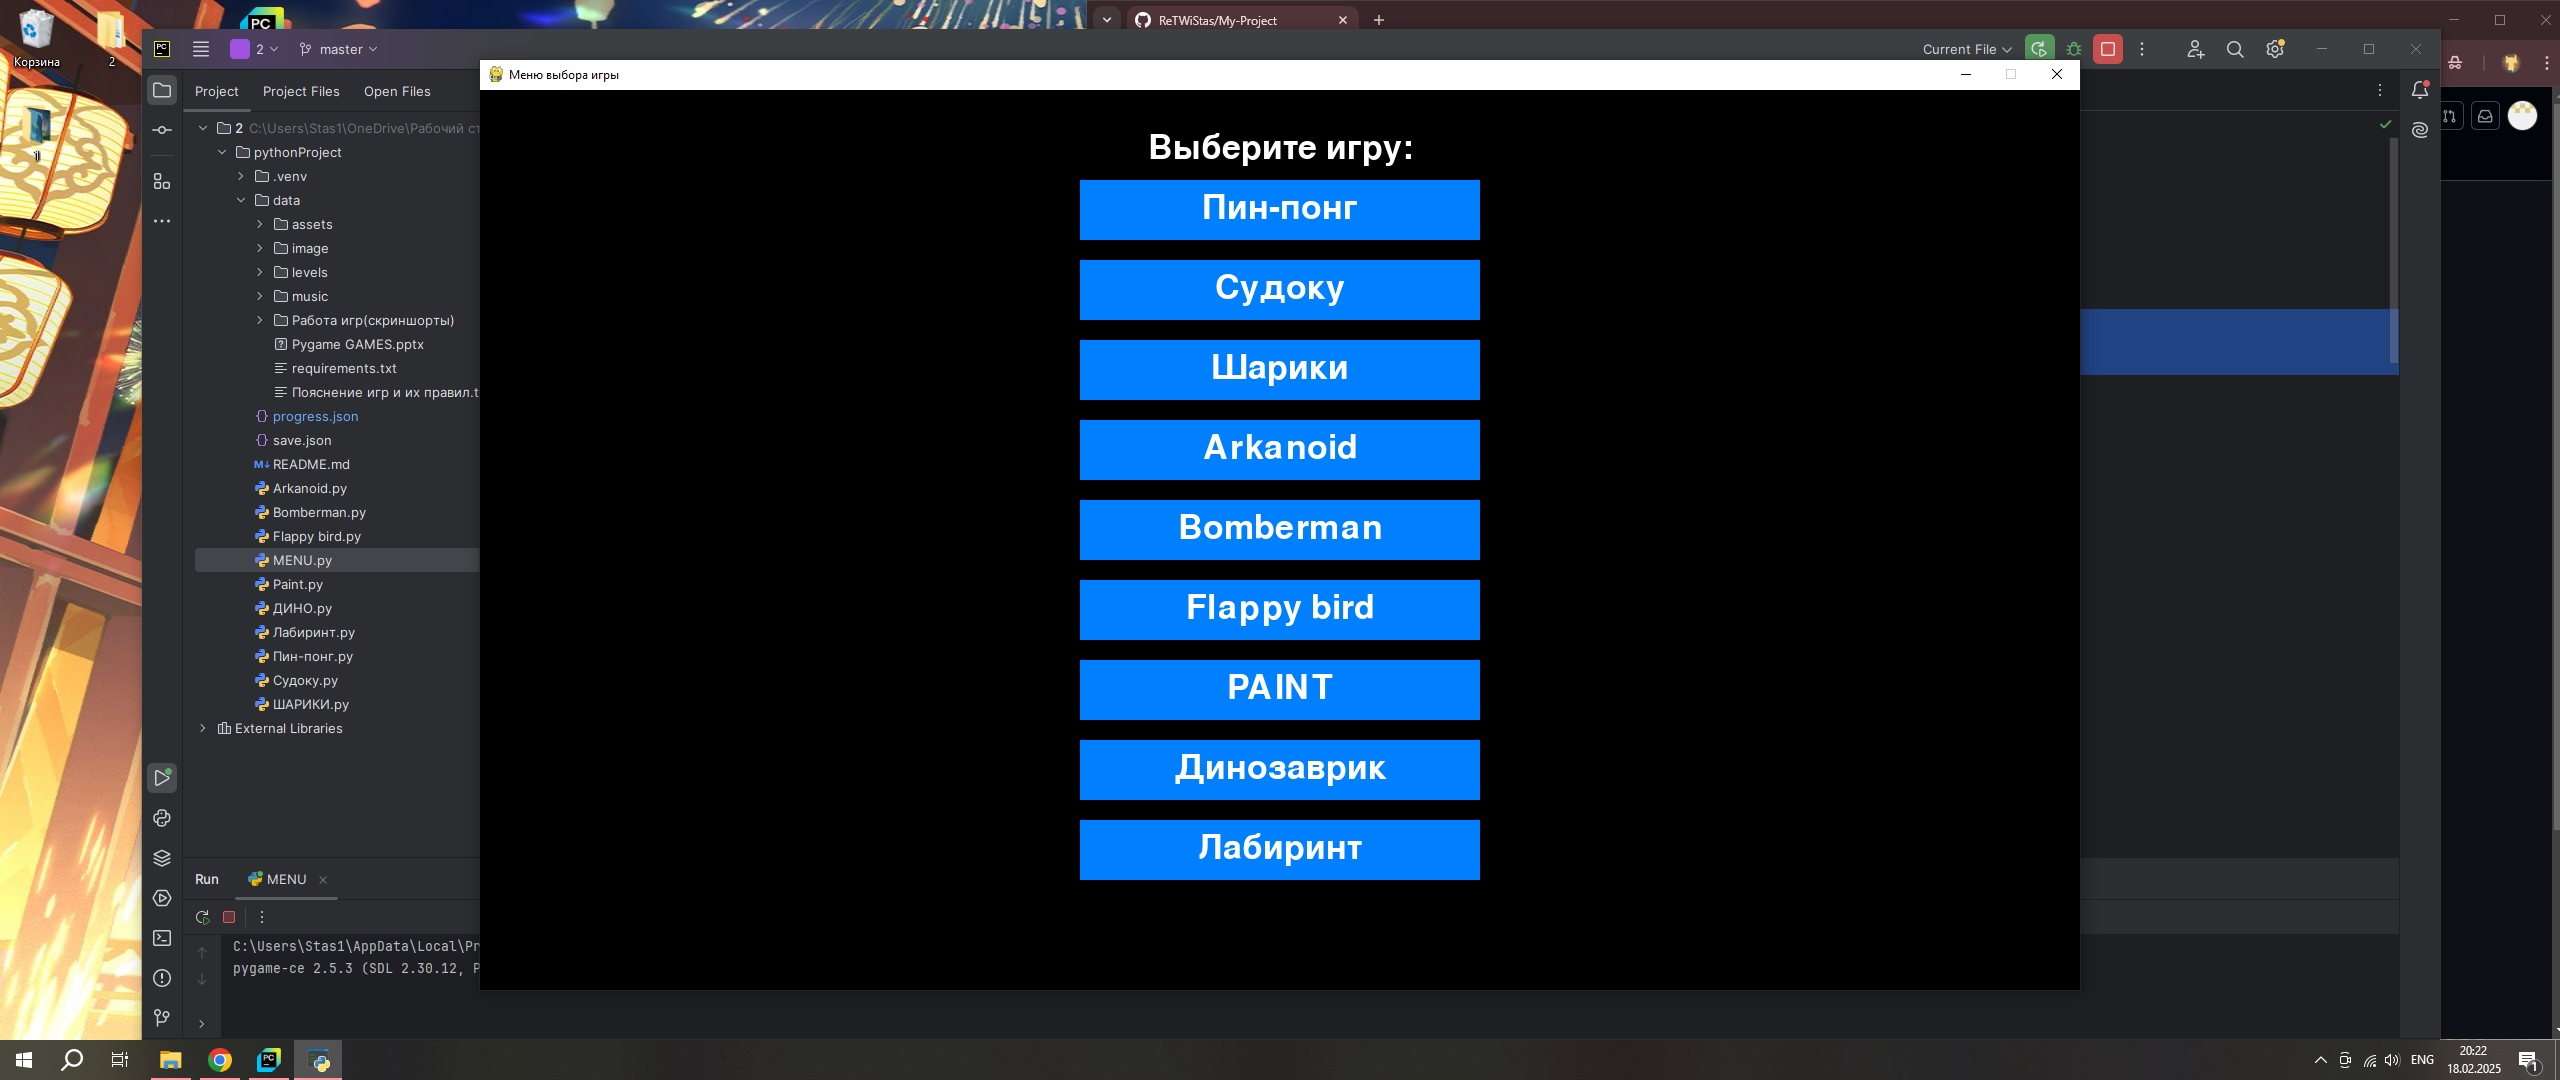 ReTWiStas/My-Project
Корзина
2
PC
PC
2
master
Current File
Меню выбора игры
Project
Project Files
Open Files
2 C:\Users\Stas1\OneDrive\Рабочий ст
pythonProject
.venv
data
assets
image
levels
music
Работа игр(скриншорты)
Pygame GAMES.pptx
requirements.txt
Пояснение игр и их правил.t
progress.json
save.json
README.md
Arkanoid.py
Bomberman.py
Flappy bird.py
MENU.py
Paint.py
ДИНО.py
Лабиринт.py
Пин-понг.py
Судоку.py
ШАРИКИ.py
External Libraries
1
Выберите игру:
Пин-понг
Судоку
Шарики
Arkanoid
Bomberman
Flappy bird
PAINT
Динозаврик
Лабиринт
Run
MENU
C:\Users\Stas1\AppData\Local\Pr
pygame-ce 2.5.3 (SDL 2.30.12, P
PC
ENG
20:22
18.02.2025
1